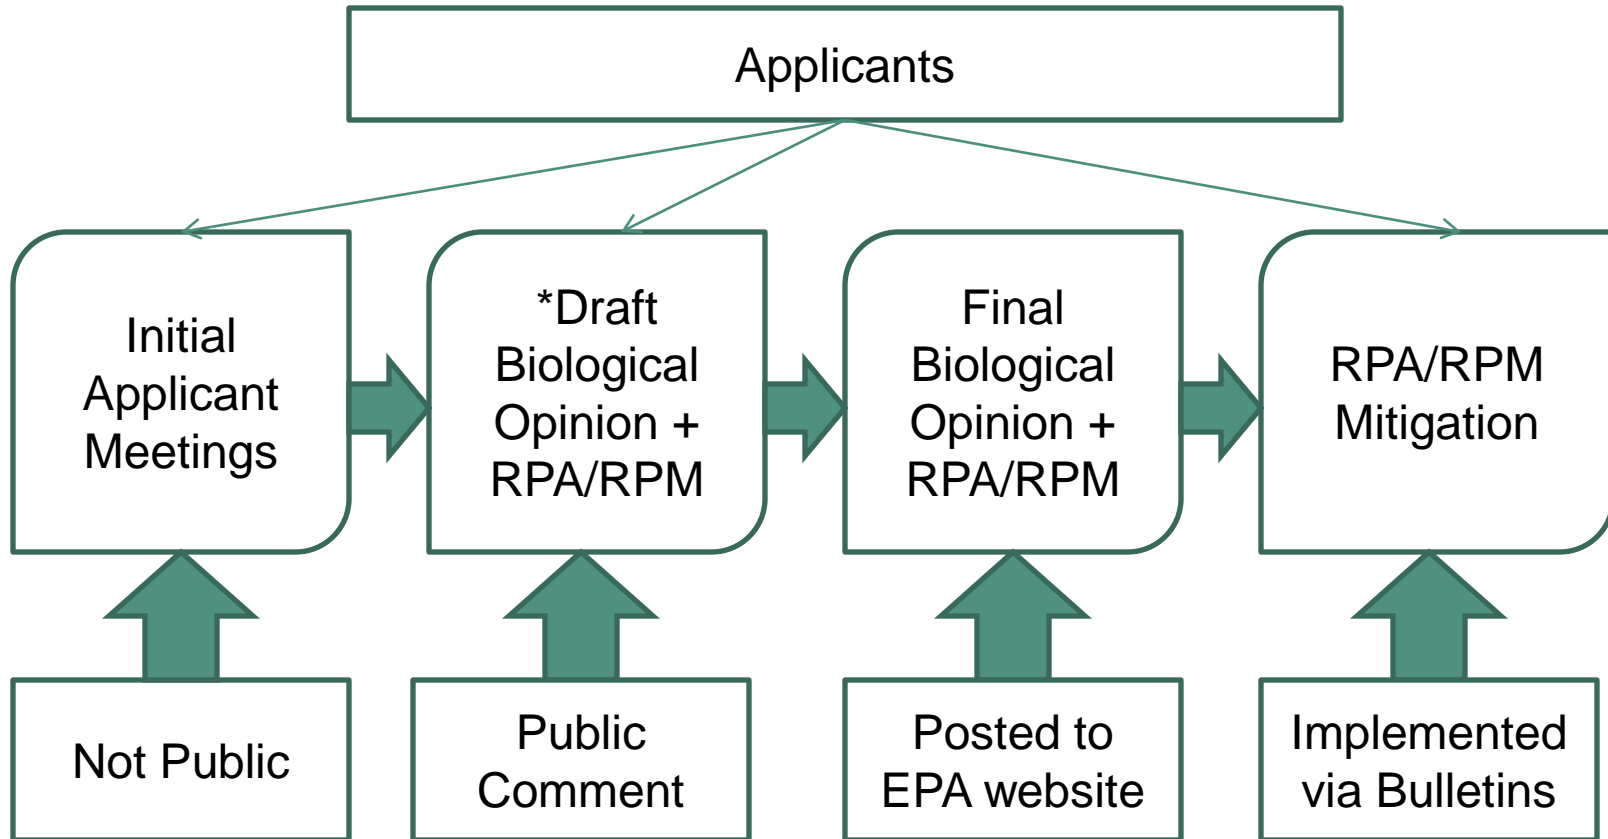 Applicants
Initial
Applicant
Meetings
*Draft
Biological
Opinion +
RPA/RPM
Final
Biological
Opinion +
RPA/RPM
RPA/RPM
Mitigation
Not Public
Public
Comment
Posted to
EPA website
Implemented
via Bulletins